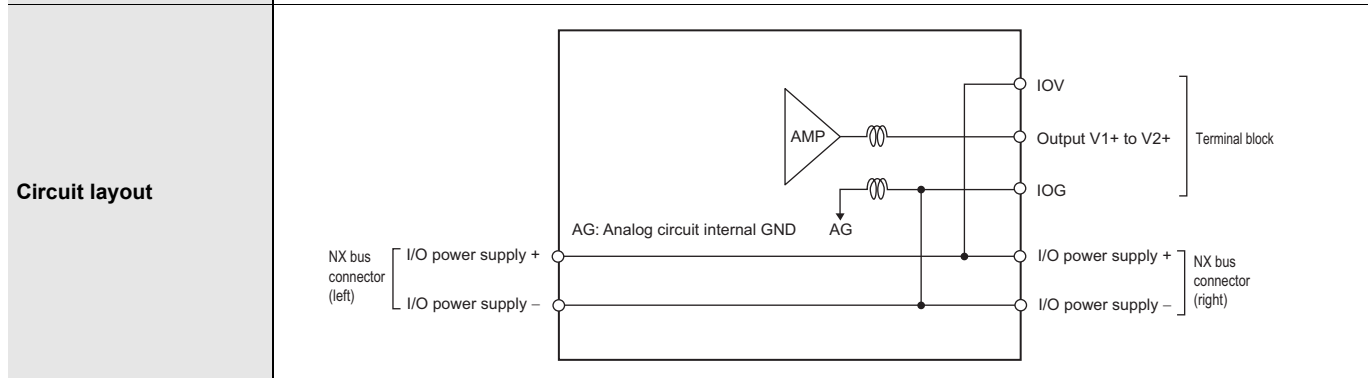 Circuit layout
IOV
AMP
Output V1+ to V2+
Terminal block
IOG
AG: Analog circuit internal GND
AG
NX bus
connector
(left)
I/O power supply +
I/O power supply –
I/O power supply +
I/O power supply –
NX bus
connector
(right)